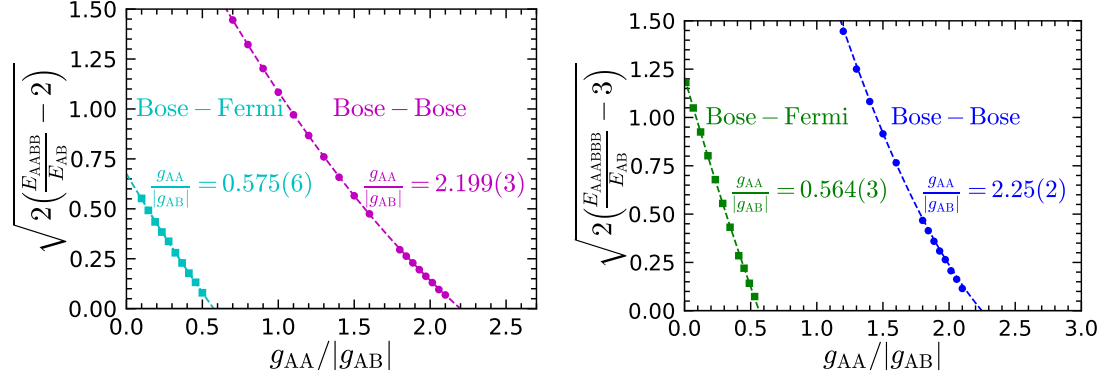 √2(E_AABB/E_AB − 2)
1.50
1.25
1.00
0.75
0.50
0.25
0.00
Bose − Fermi
Bose − Bose
g_AA/|g_AB| = 0.575(6)
g_AA/|g_AB| = 2.199(3)
0.0 0.5 1.0 1.5 2.0 2.5
g_AA/|g_AB|
√2(E_AAABBB/E_AB − 3)
1.50
1.25
1.00
0.75
0.50
0.25
0.00
Bose − Fermi
Bose − Bose
g_AA/|g_AB| = 0.564(3)
g_AA/|g_AB| = 2.25(2)
0.0 0.5 1.0 1.5 2.0 2.5 3.0
g_AA/|g_AB|